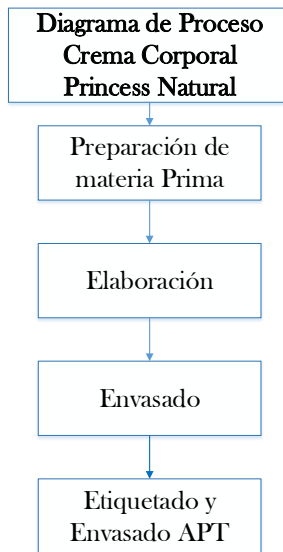 Diagrama de Proceso
Crema Corporal
Princess Natural
Preparación de
materia Prima
Elaboración
Envasado
Etiquetado y
Envasado APT